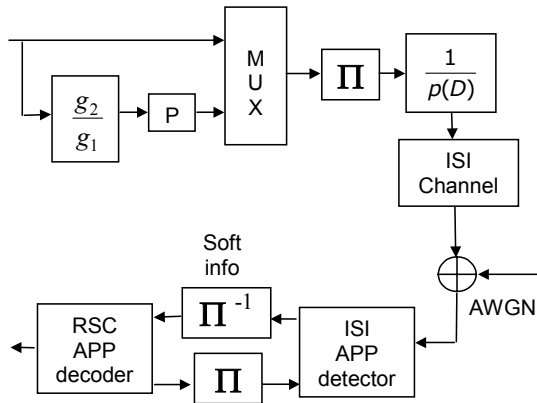 g2
g1
P
M
U
X
Π
1
p(D)
ISI
Channel
AWGN
Soft
info
Π -1
RSC
APP
decoder
Π
ISI
APP
detector